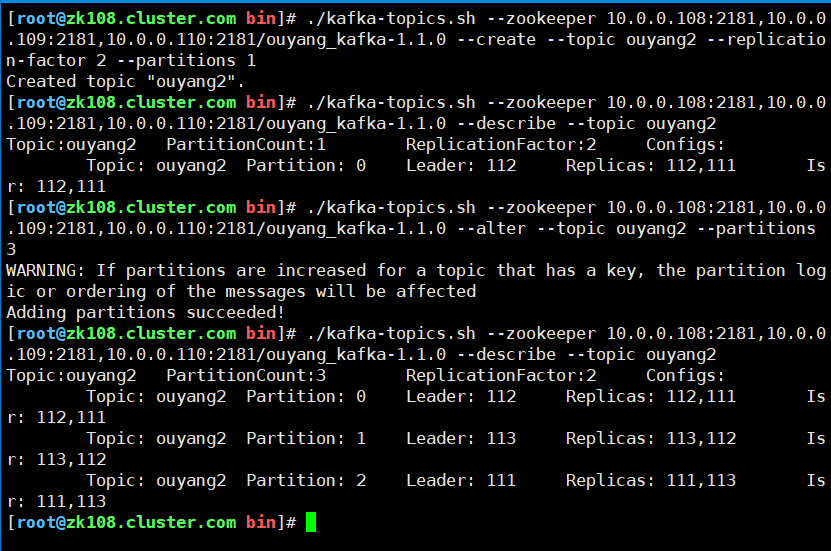 [root@zk108.cluster.com bin]# ./kafka-topics.sh --zookeeper 10.0.0.108:2181,10.0.0
.109:2181,10.0.0.110:2181/ouyang_kafka-1.1.0 --create --topic ouyang2 --replicatio
n-factor 2 --partitions 1
Created topic "ouyang2".
[root@zk108.cluster.com bin]# ./kafka-topics.sh --zookeeper 10.0.0.108:2181,10.0.0
.109:2181,10.0.0.110:2181/ouyang_kafka-1.1.0 --describe --topic ouyang2
Topic:ouyang2   PartitionCount:1        ReplicationFactor:2     Configs:
        Topic: ouyang2  Partition: 0    Leader: 112     Replicas: 112,111       Is
r: 112,111
[root@zk108.cluster.com bin]# ./kafka-topics.sh --zookeeper 10.0.0.108:2181,10.0.0
.109:2181,10.0.0.110:2181/ouyang_kafka-1.1.0 --alter --topic ouyang2 --partitions
3
WARNING: If partitions are increased for a topic that has a key, the partition log
ic or ordering of the messages will be affected
Adding partitions succeeded!
[root@zk108.cluster.com bin]# ./kafka-topics.sh --zookeeper 10.0.0.108:2181,10.0.0
.109:2181,10.0.0.110:2181/ouyang_kafka-1.1.0 --describe --topic ouyang2
Topic:ouyang2   PartitionCount:3        ReplicationFactor:2     Configs:
        Topic: ouyang2  Partition: 0    Leader: 112     Replicas: 112,111       Is
r: 112,111
        Topic: ouyang2  Partition: 1    Leader: 113     Replicas: 113,112       Is
r: 113,112
        Topic: ouyang2  Partition: 2    Leader: 111     Replicas: 111,113       Is
r: 111,113
[root@zk108.cluster.com bin]#